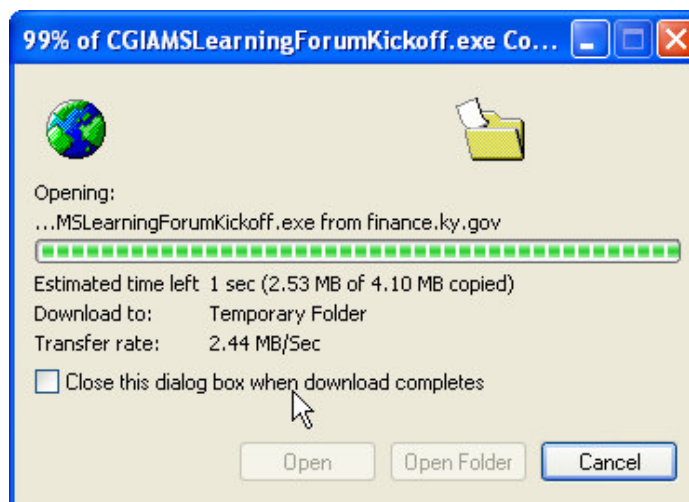 99% of CGIAMSLearningForumKickoff.exe Co...
Opening:
...MSLearningForumKickoff.exe from finance.ky.gov
Estimated time left 1 sec (2.53 MB of 4.10 MB copied)
Download to: Temporary Folder
Transfer rate: 2.44 MB/Sec
Close this dialog box when download completes
Open Open Folder Cancel